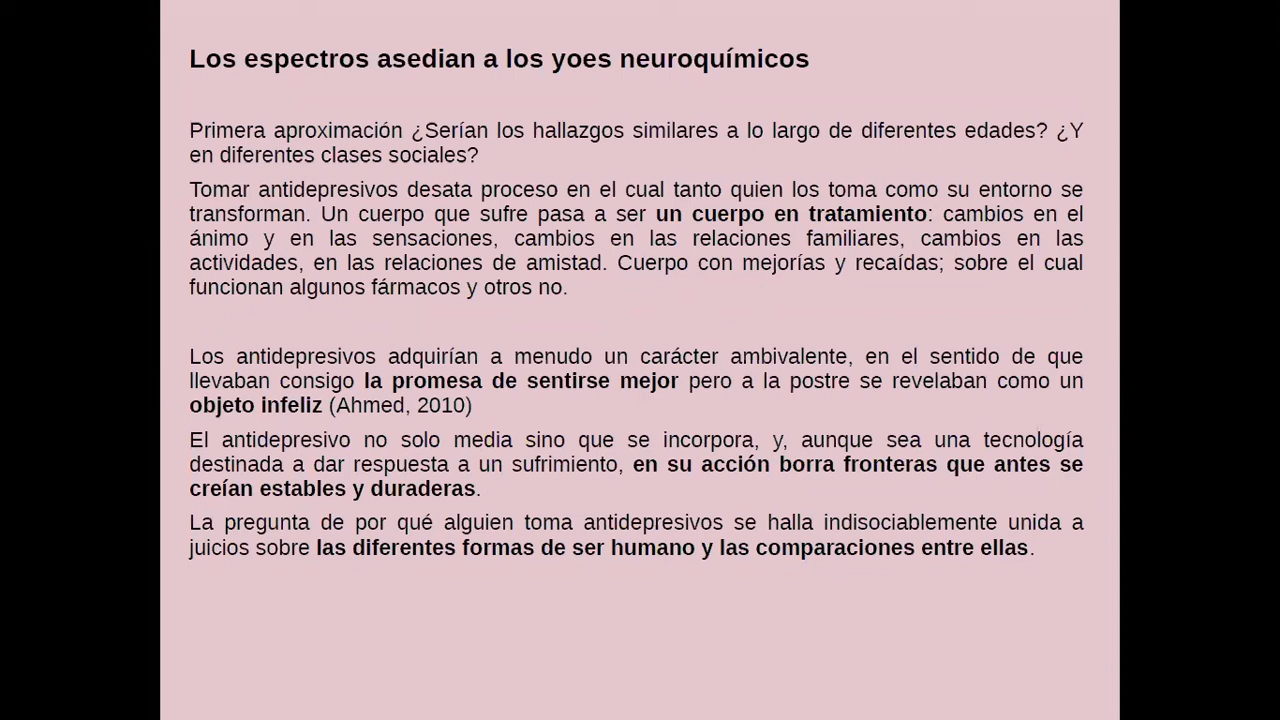 Los espectros asedian a los yoes neuroquímicos
Primera aproximación ¿Serían los hallazgos similares a lo largo de diferentes edades? ¿Y
en diferentes clases sociales?
Tomar antidepresivos desata proceso en el cual tanto quien los toma como su entorno se
transforman. Un cuerpo que sufre pasa a ser un cuerpo en tratamiento: cambios en el
ánimo y en las sensaciones, cambios en las relaciones familiares, cambios en las
actividades, en las relaciones de amistad. Cuerpo con mejorías y recaídas; sobre el cual
funcionan algunos fármacos y otros no.
Los antidepresivos adquirían a menudo un carácter ambivalente, en el sentido de que
llevaban consigo la promesa de sentirse mejor pero a la postre se revelaban como un
objeto infeliz (Ahmed, 2010)
El antidepresivo no solo media sino que se incorpora, y, aunque sea una tecnología
destinada a dar respuesta a un sufrimiento, en su acción borra fronteras que antes se
creían estables y duraderas.
La pregunta de por qué alguien toma antidepresivos se halla indisociablemente unida a
juicios sobre las diferentes formas de ser humano y las comparaciones entre ellas.